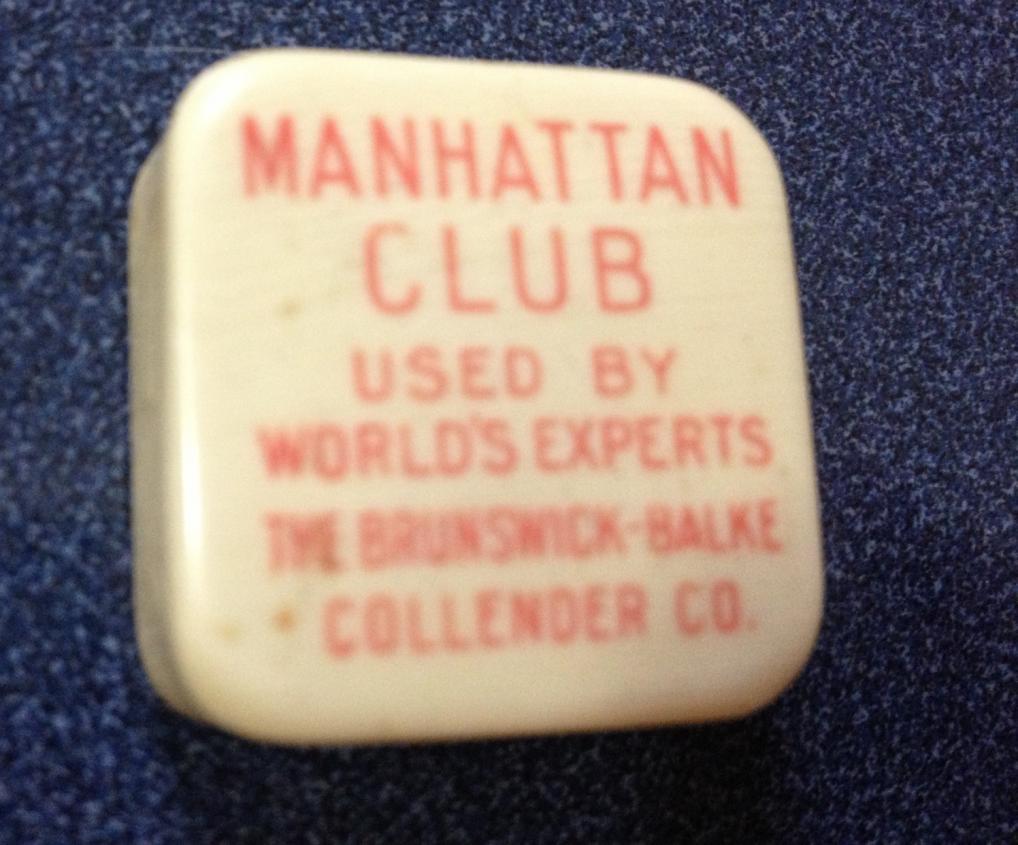 MANHATTAN
CLUB
USED BY
WORLD'S EXPERTS
THE BRUNSWICK-BALKE
COLLENDER CO.